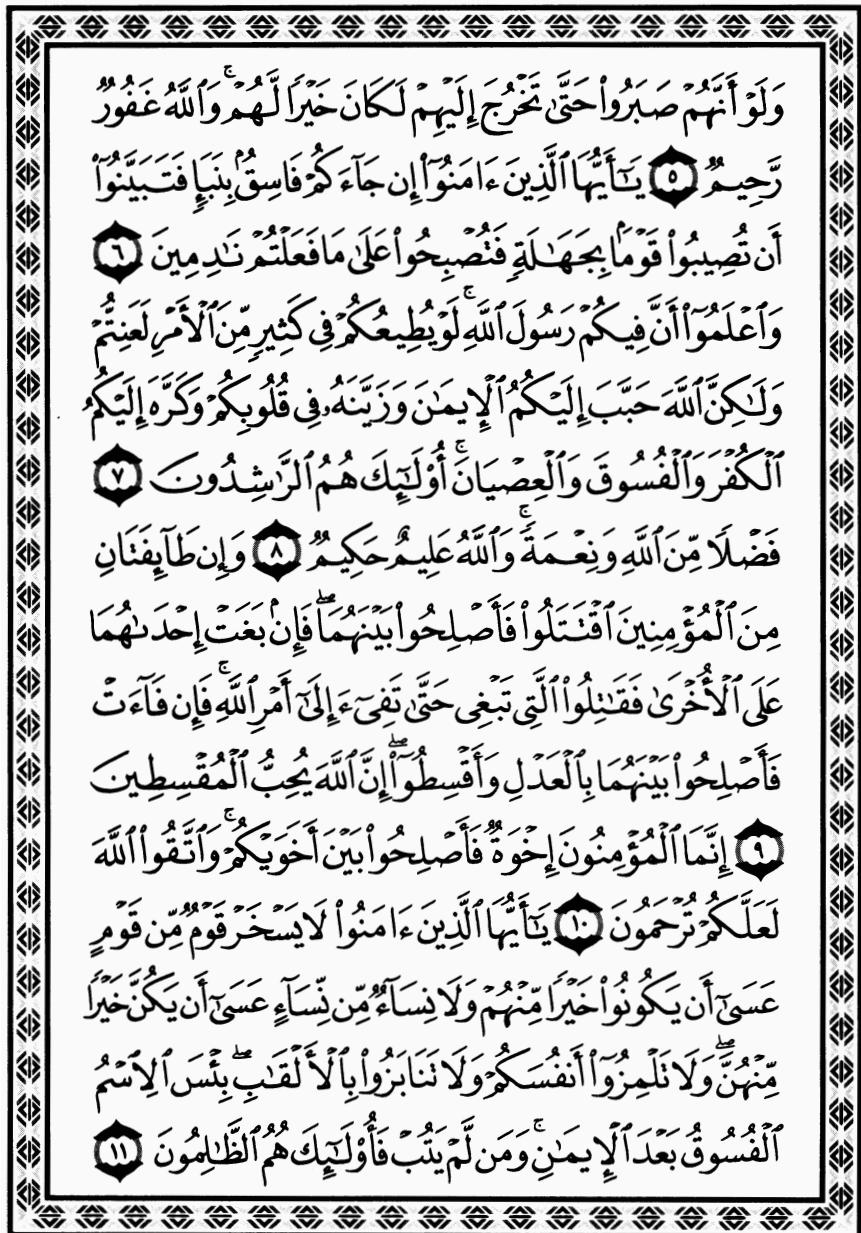 وَلَوْ أَنَّهُمْ صَبَرُوا۟ حَتَّىٰ تَخْرُجَ إِلَيْهِمْ لَكَانَ خَيْرًا لَّهُمْ ۚ وَٱللَّهُ غَفُورٌ
رَّحِيمٌ ٥ يَـٰٓأَيُّهَا ٱلَّذِينَ ءَامَنُوٓا۟ إِن جَآءَكُمْ فَاسِقٌۢ بِنَبَإٍ فَتَبَيَّنُوٓا۟
أَن تُصِيبُوا۟ قَوْمًۢا بِجَهَـٰلَةٍ فَتُصْبِحُوا۟ عَلَىٰ مَا فَعَلْتُمْ نَـٰدِمِينَ ٦
وَٱعْلَمُوٓا۟ أَنَّ فِيكُمْ رَسُولَ ٱللَّهِ ۚ لَوْ يُطِيعُكُمْ فِى كَثِيرٍ مِّنَ ٱلْأَمْرِ لَعَنِتُّمْ
وَلَـٰكِنَّ ٱللَّهَ حَبَّبَ إِلَيْكُمُ ٱلْإِيمَـٰنَ وَزَيَّنَهُۥ فِى قُلُوبِكُمْ وَكَرَّهَ إِلَيْكُمُ
ٱلْكُفْرَ وَٱلْفُسُوقَ وَٱلْعِصْيَانَ ۚ أُو۟لَـٰٓئِكَ هُمُ ٱلرَّٰشِدُونَ ٧
فَضْلًا مِّنَ ٱللَّهِ وَنِعْمَةً ۚ وَٱللَّهُ عَلِيمٌ حَكِيمٌ ٨ وَإِن طَآئِفَتَانِ
مِنَ ٱلْمُؤْمِنِينَ ٱقْتَتَلُوا۟ فَأَصْلِحُوا۟ بَيْنَهُمَا ۖ فَإِنۢ بَغَتْ إِحْدَىٰهُمَا
عَلَى ٱلْأُخْرَىٰ فَقَـٰتِلُوا۟ ٱلَّتِى تَبْغِى حَتَّىٰ تَفِىٓءَ إِلَىٰٓ أَمْرِ ٱللَّهِ ۚ فَإِن فَآءَتْ
فَأَصْلِحُوا۟ بَيْنَهُمَا بِٱلْعَدْلِ وَأَقْسِطُوٓا۟ ۖ إِنَّ ٱللَّهَ يُحِبُّ ٱلْمُقْسِطِينَ
٩ إِنَّمَا ٱلْمُؤْمِنُونَ إِخْوَةٌ فَأَصْلِحُوا۟ بَيْنَ أَخَوَيْكُمْ ۚ وَٱتَّقُوا۟ ٱللَّهَ
لَعَلَّكُمْ تُرْحَمُونَ ١٠ يَـٰٓأَيُّهَا ٱلَّذِينَ ءَامَنُوا۟ لَا يَسْخَرْ قَوْمٌ مِّن قَوْمٍ
عَسَىٰٓ أَن يَكُونُوا۟ خَيْرًا مِّنْهُمْ وَلَا نِسَآءٌ مِّن نِّسَآءٍ عَسَىٰٓ أَن يَكُنَّ خَيْرًا
مِّنْهُنَّ ۖ وَلَا تَلْمِزُوٓا۟ أَنفُسَكُمْ وَلَا تَنَابَزُوا۟ بِٱلْأَلْقَـٰبِ ۖ بِئْسَ ٱلِٱسْمُ
ٱلْفُسُوقُ بَعْدَ ٱلْإِيمَـٰنِ ۚ وَمَن لَّمْ يَتُبْ فَأُو۟لَـٰٓئِكَ هُمُ ٱلظَّـٰلِمُونَ ١١